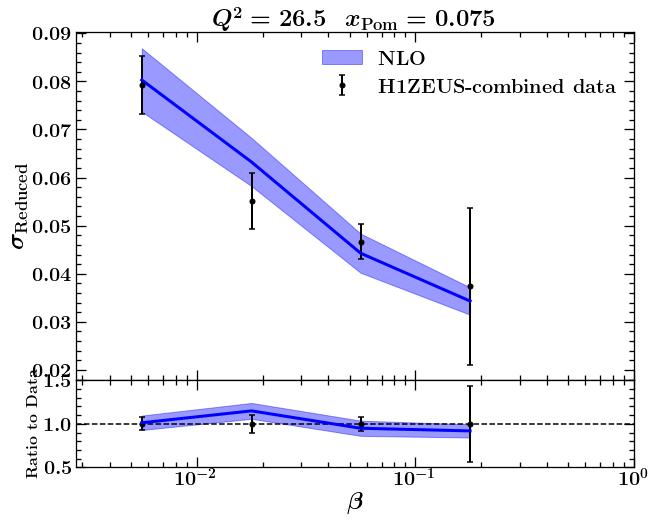 Q² = 26.5 x_Pom = 0.075
NLO
H1ZEUS-combined data
σ_Reduced
0.09
0.08
0.07
0.06
0.05
0.04
0.03
0.02
Ratio to Data
1.5
1.0
0.5
10⁻² 10⁻¹ 10⁰
β